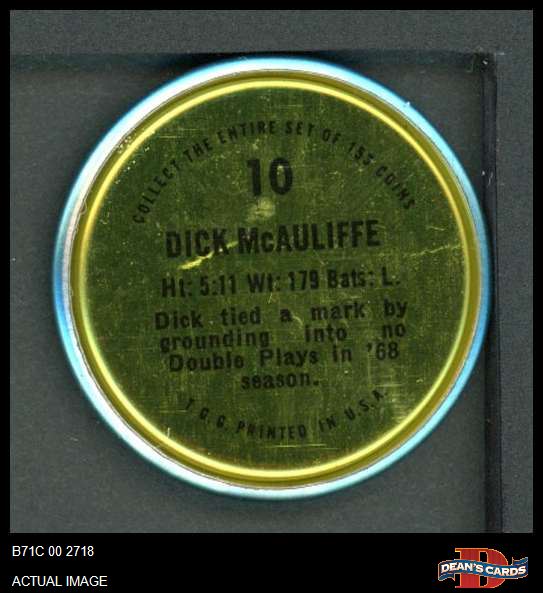 COLLECT THE ENTIRE SET OF 153 COINS
10
DICK McAULIFFE
Ht: 5:11 Wt: 179 Bats: L.
Dick tied a mark by
grounding into no
Double Plays in '68
season.
T.C.G. PRINTED IN U.S.A.
B71C 00 2718
ACTUAL IMAGE
D
DEAN'S CARDS